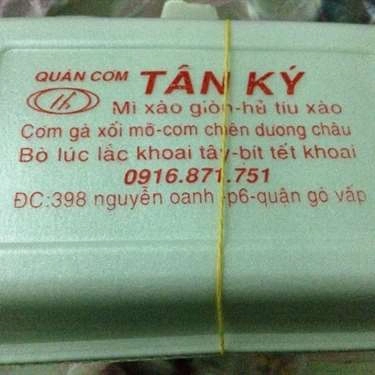 QUÁN CƠM TÂN KÝ
Mì xào giòn-hủ tíu xào
Cơm gà xối mỡ-cơm chiên dương châu
Bò lúc lắc khoai tây-bít tết khoai
0916.871.751
ĐC:398 nguyễn oanh -p6-quận gò vấp